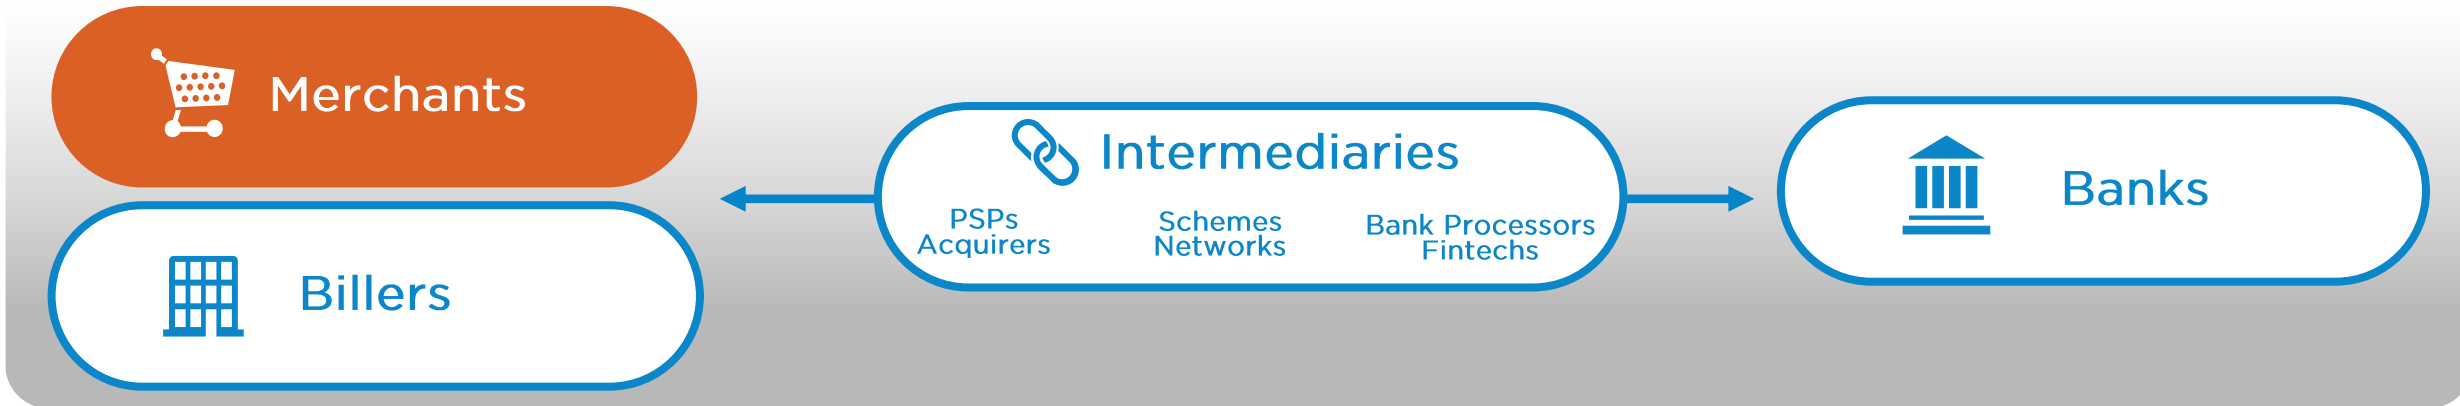 Merchants
Billers
Intermediaries
PSPs
Acquirers
Schemes
Networks
Bank Processors
Fintechs
Banks